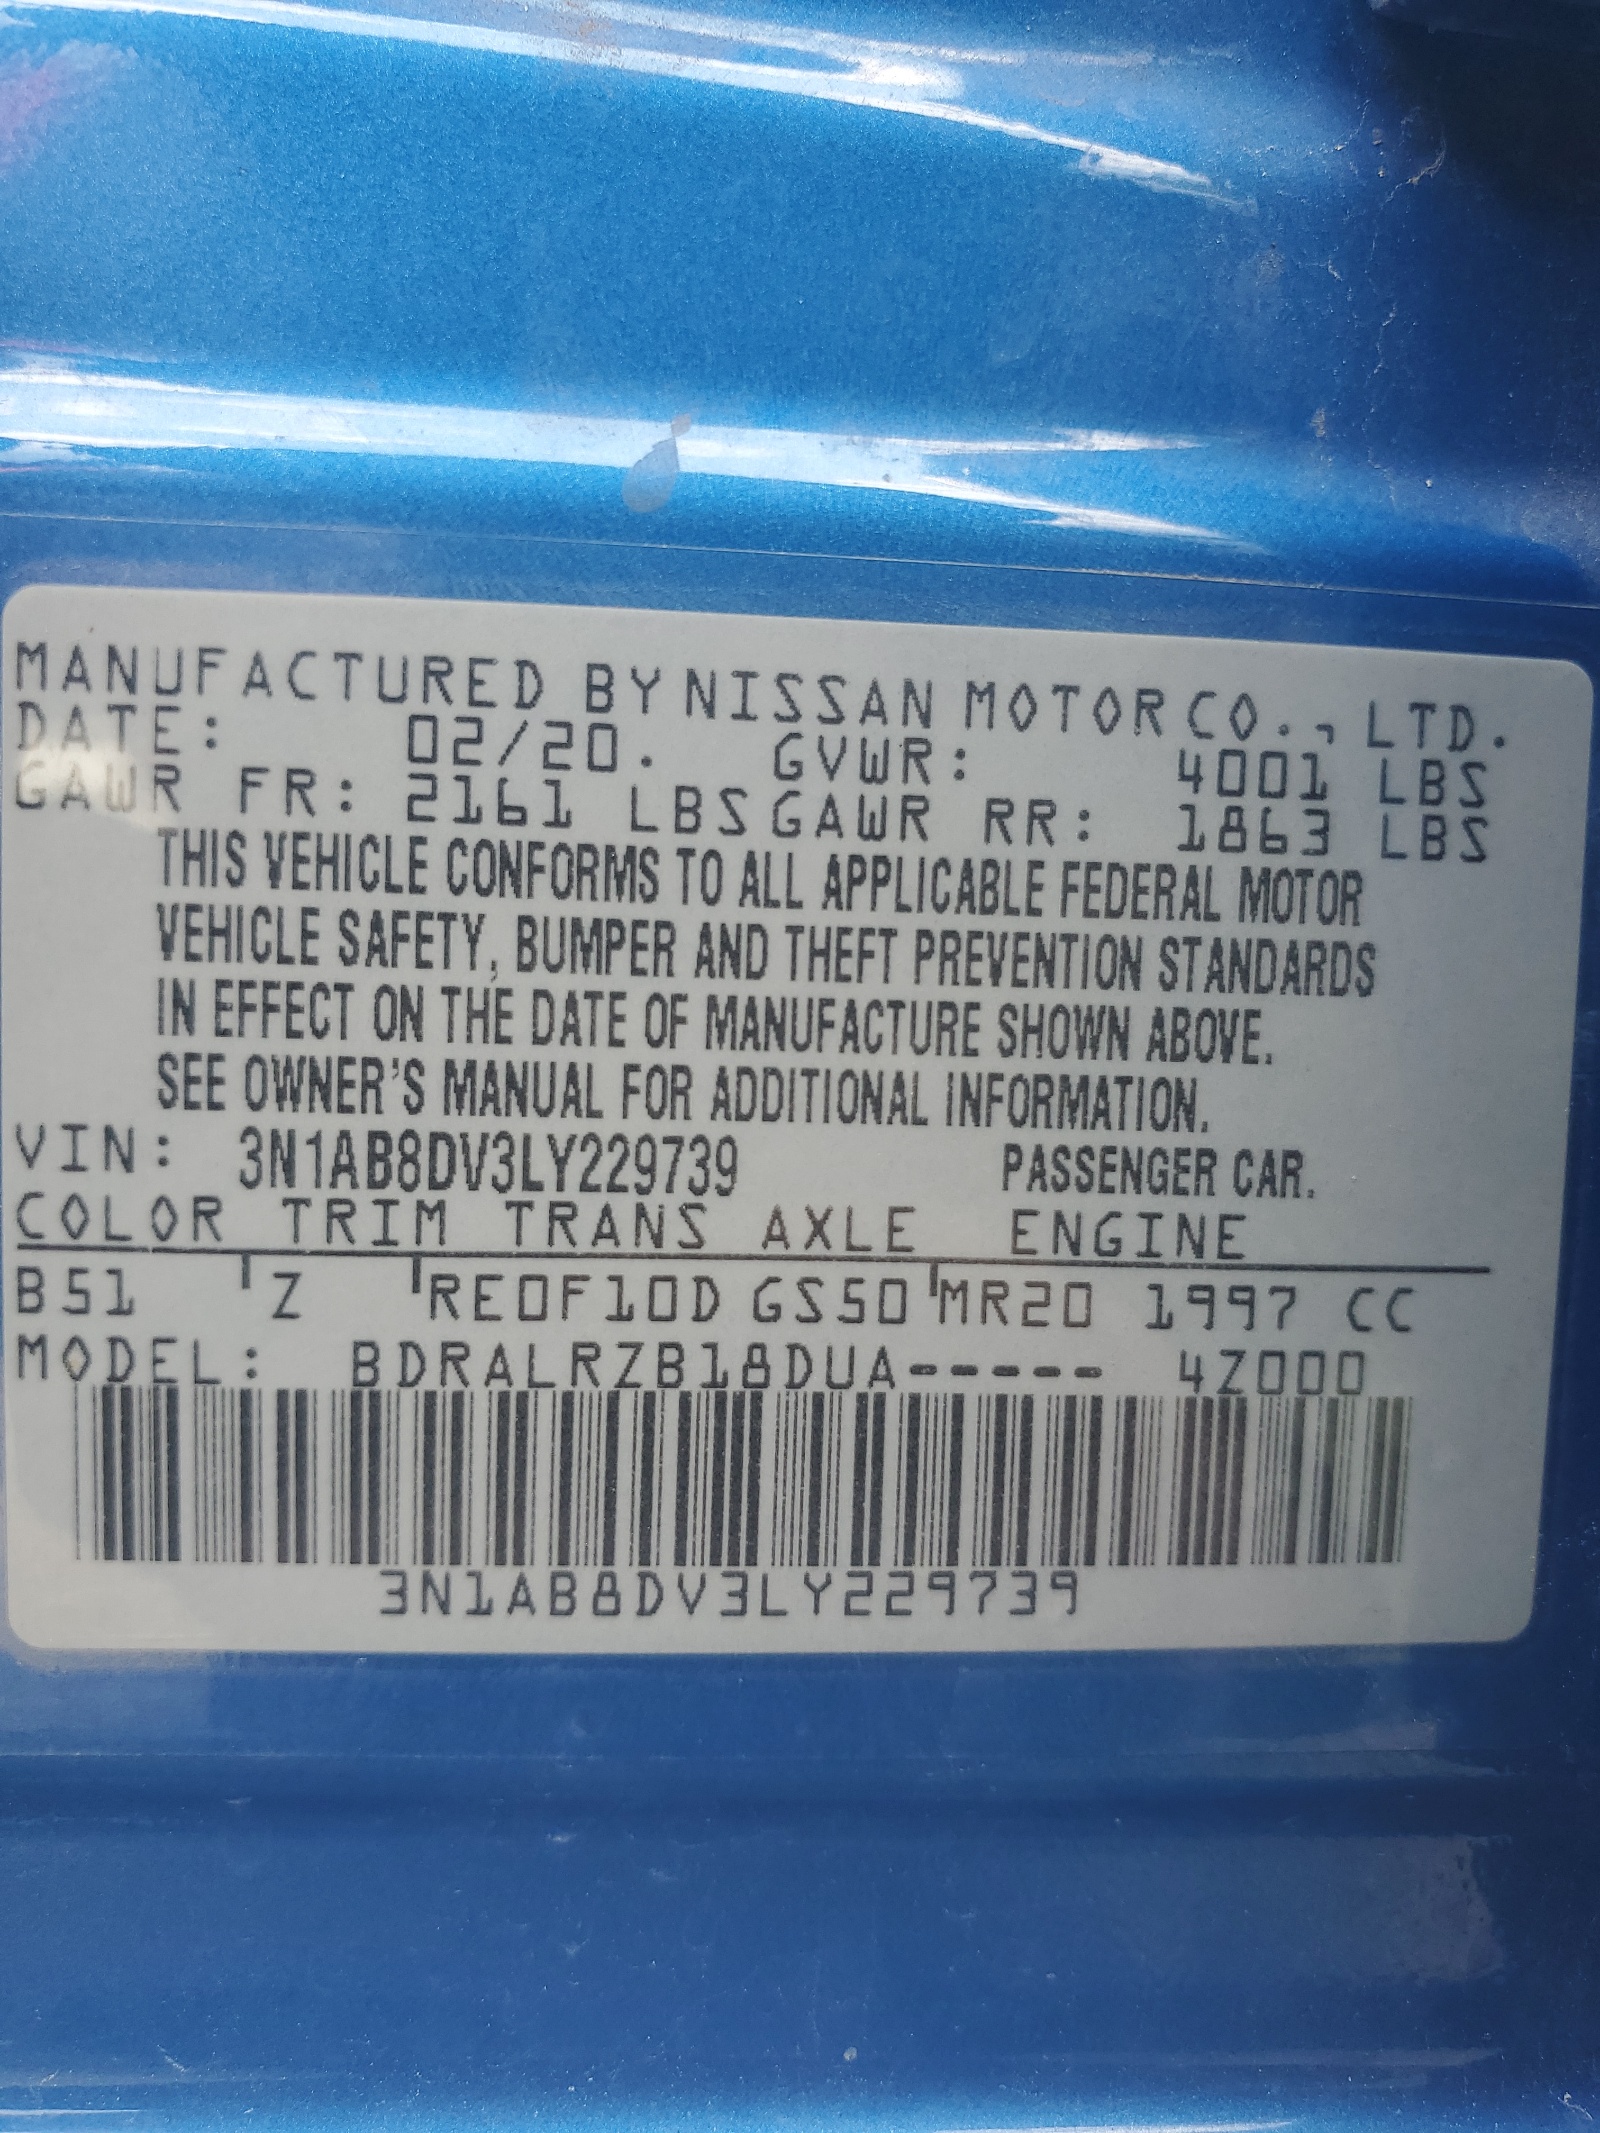 MANUFACTURED BY NISSAN MOTOR CO., LTD.
DATE: 02/20. GVWR: 4001 LBS
GAWR FR: 2161 LBS GAWR RR: 1863 LBS
THIS VEHICLE CONFORMS TO ALL APPLICABLE FEDERAL MOTOR
VEHICLE SAFETY, BUMPER AND THEFT PREVENTION STANDARDS
IN EFFECT ON THE DATE OF MANUFACTURE SHOWN ABOVE.
SEE OWNER'S MANUAL FOR ADDITIONAL INFORMATION.
VIN: 3N1AB8DV3LY229739 PASSENGER CAR.
COLOR TRIM TRANS AXLE ENGINE
B51 Z RE0F10D GS50 MR20 1997 CC
MODEL: BDRALRZB18DUA----- 4Z000
3N1AB8DV3LY229739